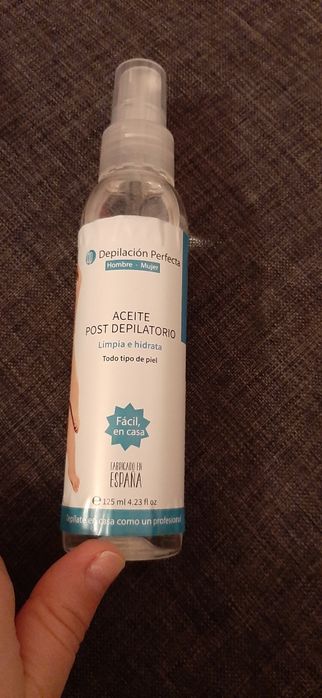 Depilación Perfecta
Hombre - Mujer
ACEITE
POST DEPILATORIO
Limpia e hidrata
Todo tipo de piel
Fácil,
en casa
FABRICADO EN
ESPAÑA
℮ 125 ml 4.23 fl oz
Depílate en casa como un profesional